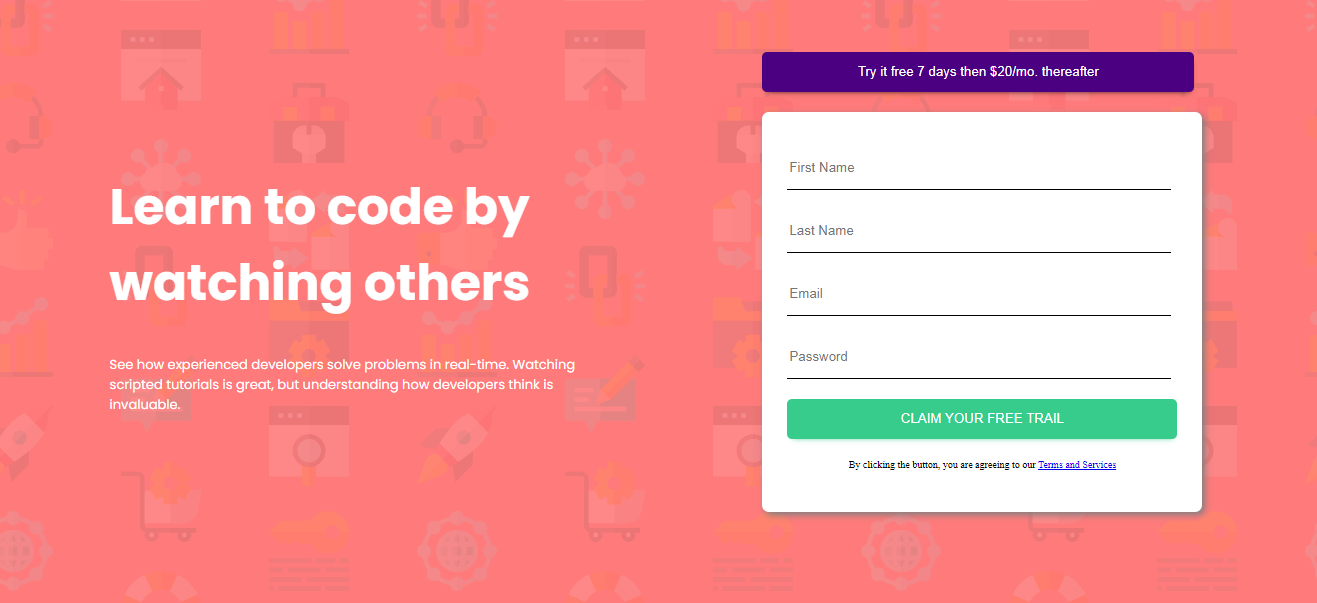 Learn to code by
watching others
See how experienced developers solve problems in real-time. Watching
scripted tutorials is great, but understanding how developers think is
invaluable.
Try it free 7 days then $20/mo. thereafter
First Name
Last Name
Email
Password
CLAIM YOUR FREE TRAIL
By clicking the button, you are agreeing to our Terms and Services